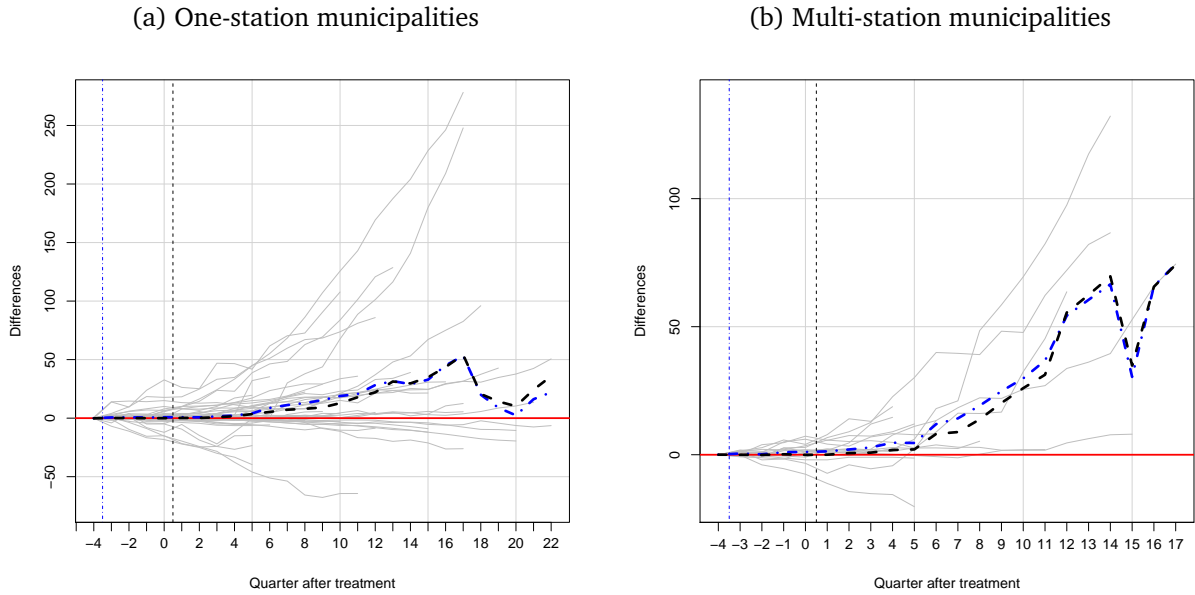 (a) One-station municipalities
250
200
150
100
50
0
−50
Differences
−4 −2 0 2 4 6 8 10 12 14 16 18 20 22
Quarter after treatment
(b) Multi-station municipalities
100
50
0
Differences
−4 −3 −2 −1 0 1 2 3 4 5 6 7 8 9 10 11 12 13 14 15 16 17
Quarter after treatment